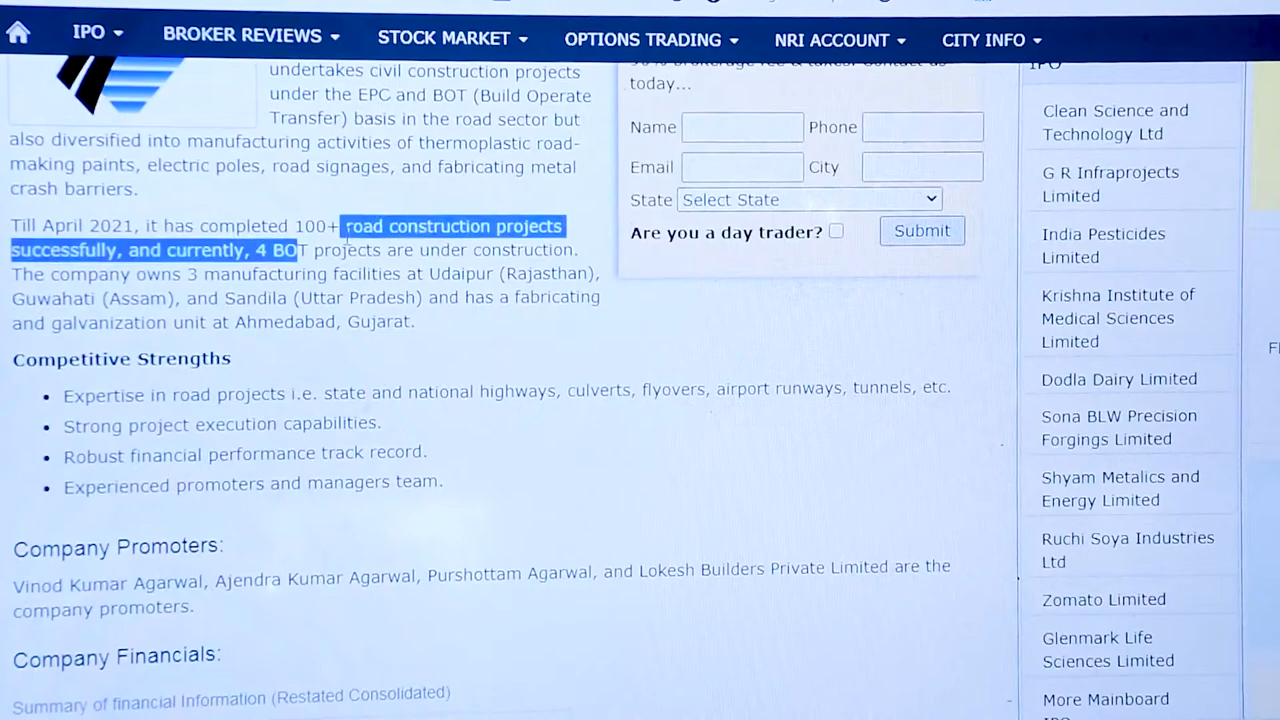 IPO
BROKER REVIEWS
STOCK MARKET
OPTIONS TRADING
NRI ACCOUNT
CITY INFO
undertakes civil construction projects
under the EPC and BOT (Build Operate
Transfer) basis in the road sector but
also diversified into manufacturing activities of thermoplastic road-
making paints, electric poles, road signages, and fabricating metal
crash barriers.
Till April 2021, it has completed 100+ road construction projects
successfully, and currently, 4 BOT projects are under construction.
The company owns 3 manufacturing facilities at Udaipur (Rajasthan),
Guwahati (Assam), and Sandila (Uttar Pradesh) and has a fabricating
and galvanization unit at Ahmedabad, Gujarat.
Competitive Strengths
• Expertise in road projects i.e. state and national highways, culverts, flyovers, airport runways, tunnels, etc.
• Strong project execution capabilities.
• Robust financial performance track record.
• Experienced promoters and managers team.
Company Promoters:
Vinod Kumar Agarwal, Ajendra Kumar Agarwal, Purshottam Agarwal, and Lokesh Builders Private Limited are the
company promoters.
Company Financials:
Summary of financial Information (Restated Consolidated)
today...
Name
Phone
Email
City
State
Select State
Are you a day trader?
Submit
IPO
Clean Science and
Technology Ltd
G R Infraprojects
Limited
India Pesticides
Limited
Krishna Institute of
Medical Sciences
Limited
Dodla Dairy Limited
Sona BLW Precision
Forgings Limited
Shyam Metalics and
Energy Limited
Ruchi Soya Industries
Ltd
Zomato Limited
Glenmark Life
Sciences Limited
More Mainboard